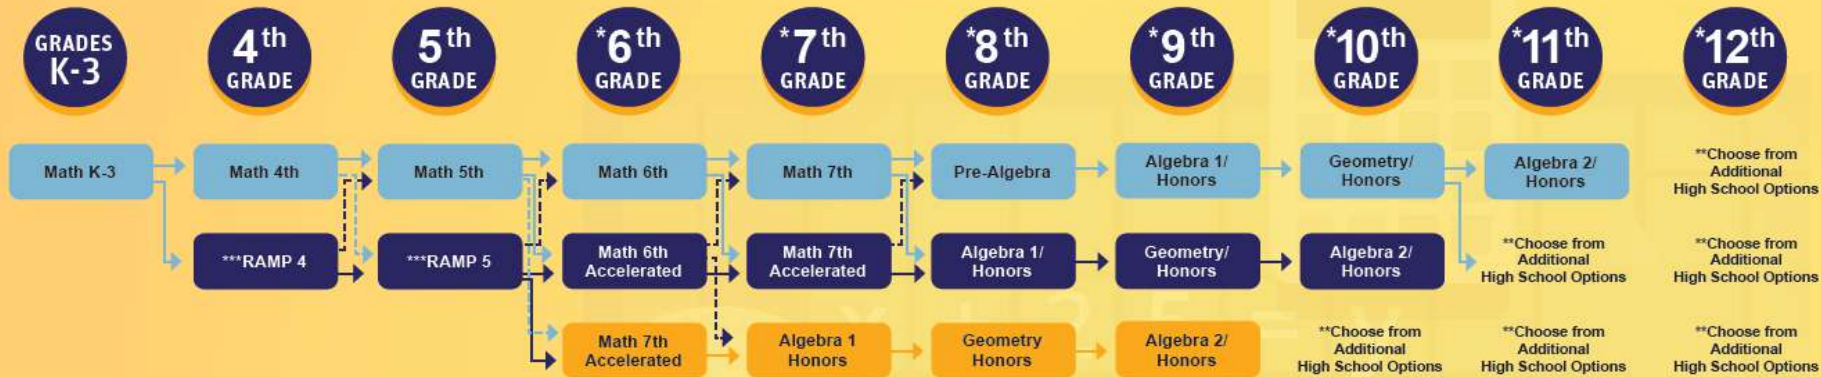 GRADES
K-3
4th
GRADE
5th
GRADE
*6th
GRADE
*7th
GRADE
*8th
GRADE
*9th
GRADE
*10th
GRADE
*11th
GRADE
*12th
GRADE
Math K-3
Math 4th
Math 5th
Math 6th
Math 7th
Pre-Algebra
Algebra 1/
Honors
Geometry/
Honors
Algebra 2/
Honors
**Choose from
Additional
High School Options
***RAMP 4
***RAMP 5
Math 6th
Accelerated
Math 7th
Accelerated
Algebra 1/
Honors
Geometry/
Honors
Algebra 2/
Honors
**Choose from
Additional
High School Options
**Choose from
Additional
High School Options
Math 7th
Accelerated
Algebra 1
Honors
Geometry
Honors
Algebra 2/
Honors
**Choose from
Additional
High School Options
**Choose from
Additional
High School Options
**Choose from
Additional
High School Options